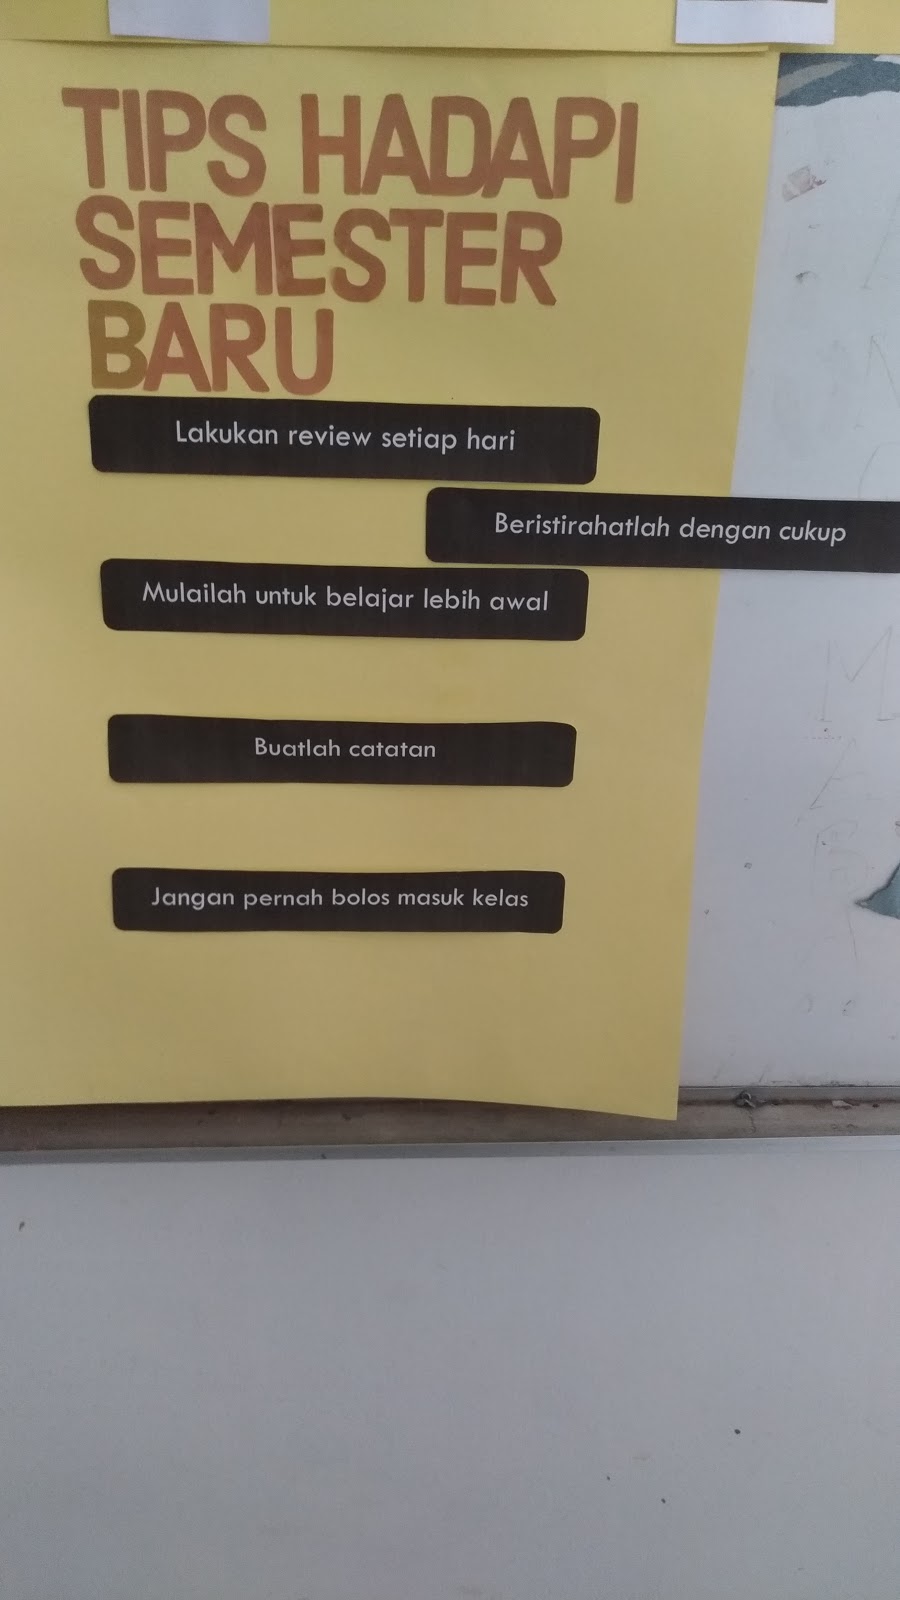 TIPS HADAPI
SEMESTER
BARU
Lakukan review setiap hari
Beristirahatlah dengan cukup
Mulailah untuk belajar lebih awal
Buatlah catatan
Jangan pernah bolos masuk kelas